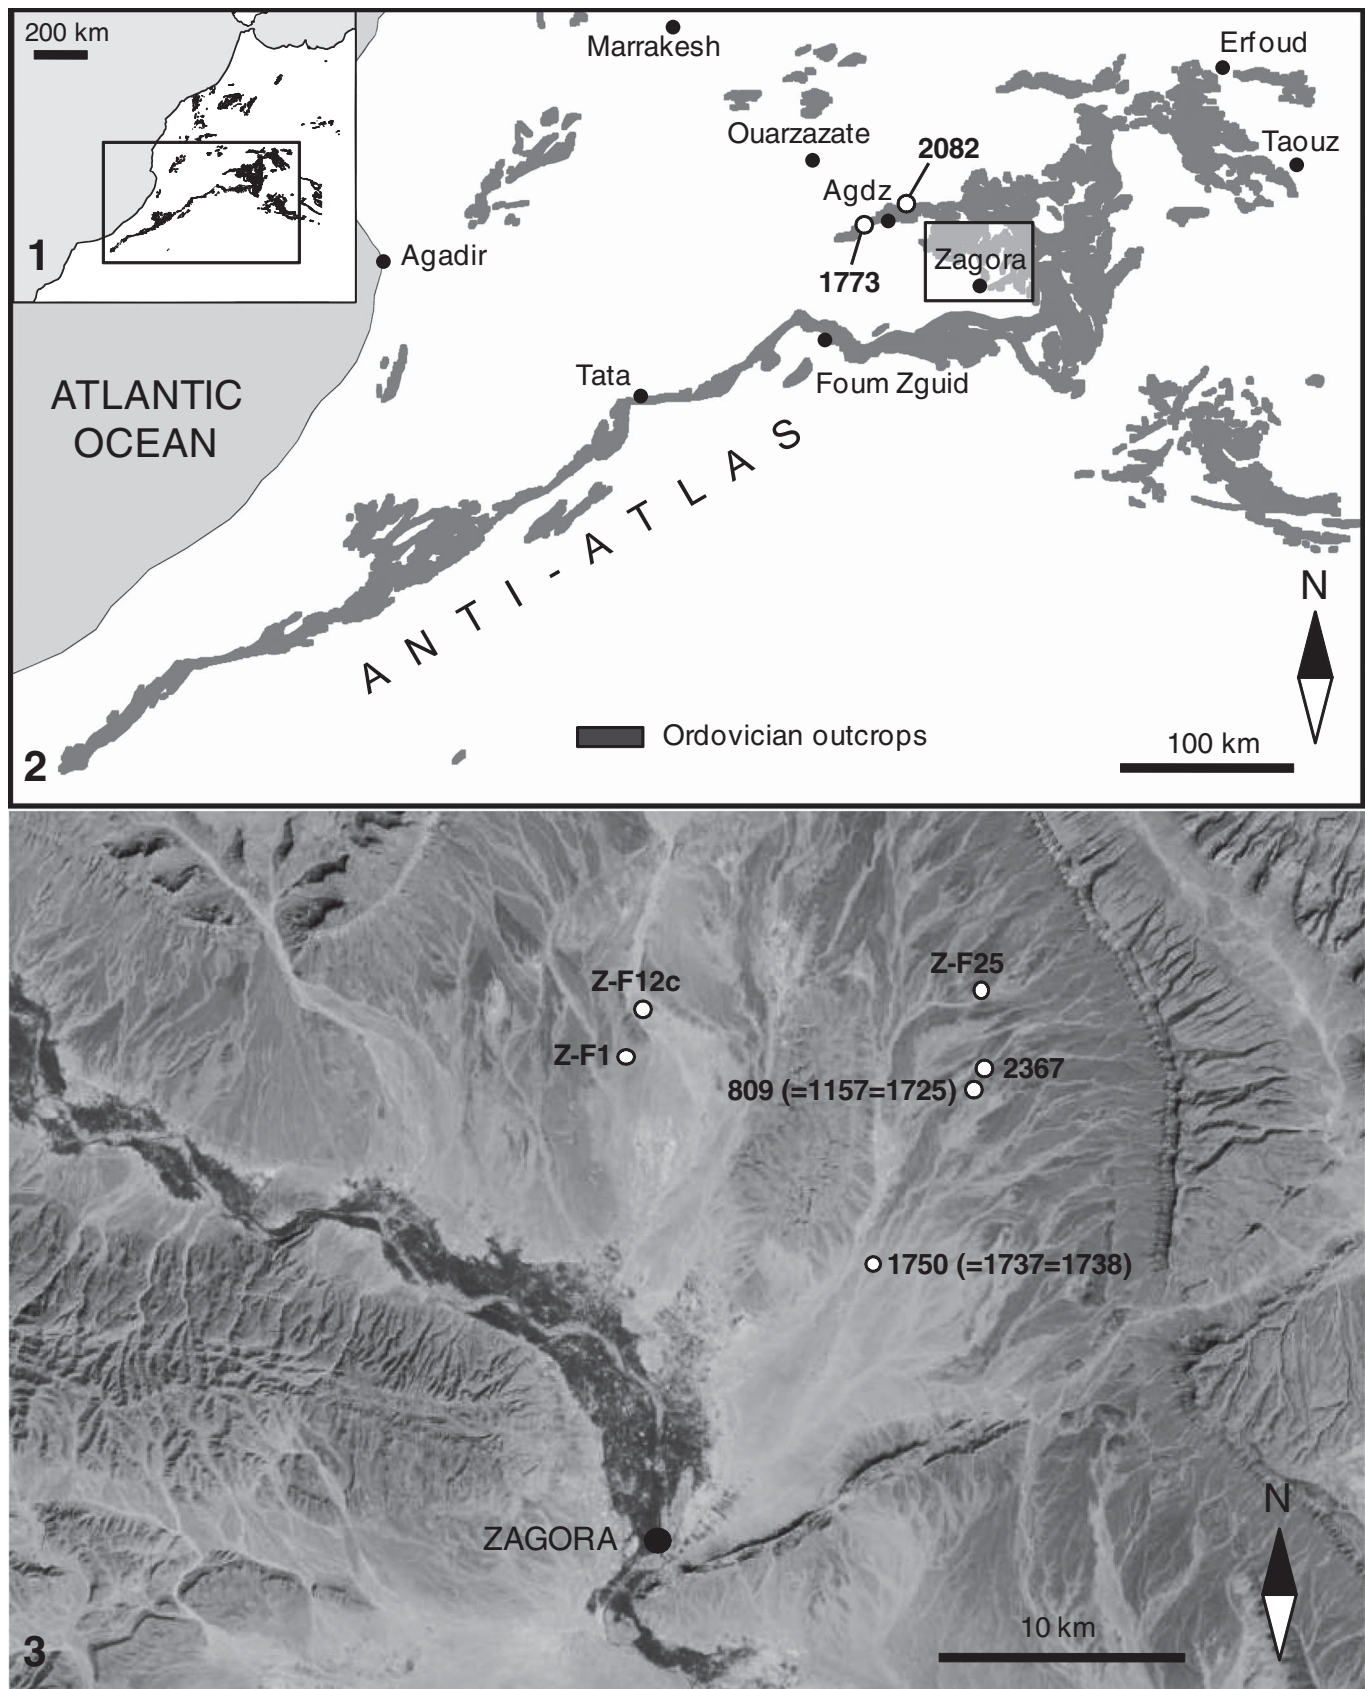 200 km
1
Marrakesh
Erfoud
Ouarzazate
2082
Taouz
Agdz
Agadir
Zagora
1773
Tata
Foum Zguid
ATLANTIC
OCEAN
ANTI-ATLAS
N
Ordovician outcrops
100 km
2
Z-F25
Z-F12c
Z-F1
2367
809 (=1157=1725)
1750 (=1737=1738)
N
ZAGORA
10 km
3